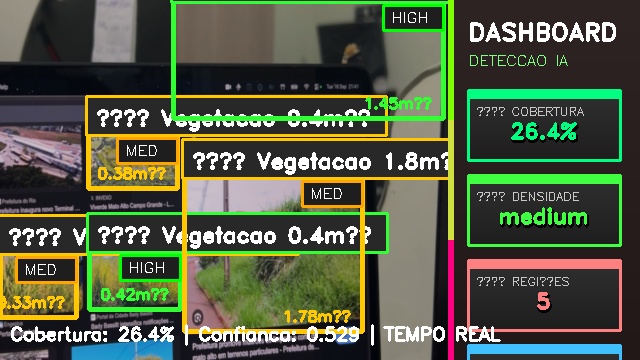 HIGH
DASHBOARD
DETECCAO IA
1.45m??
???? Vegetacao 0.4m??
???? COBERTURA
26.4%
MED
0.38m??
???? Vegetacao 1.8m?
MED
???? DENSIDADE
medium
???? V
???? Vegetacao 0.4m??
MED
HIGH
0.33m??
0.42m??
1.78m??
???? REGI??ES
5
Cobertura: 26.4% | Confianca: 0.529 | TEMPO REAL